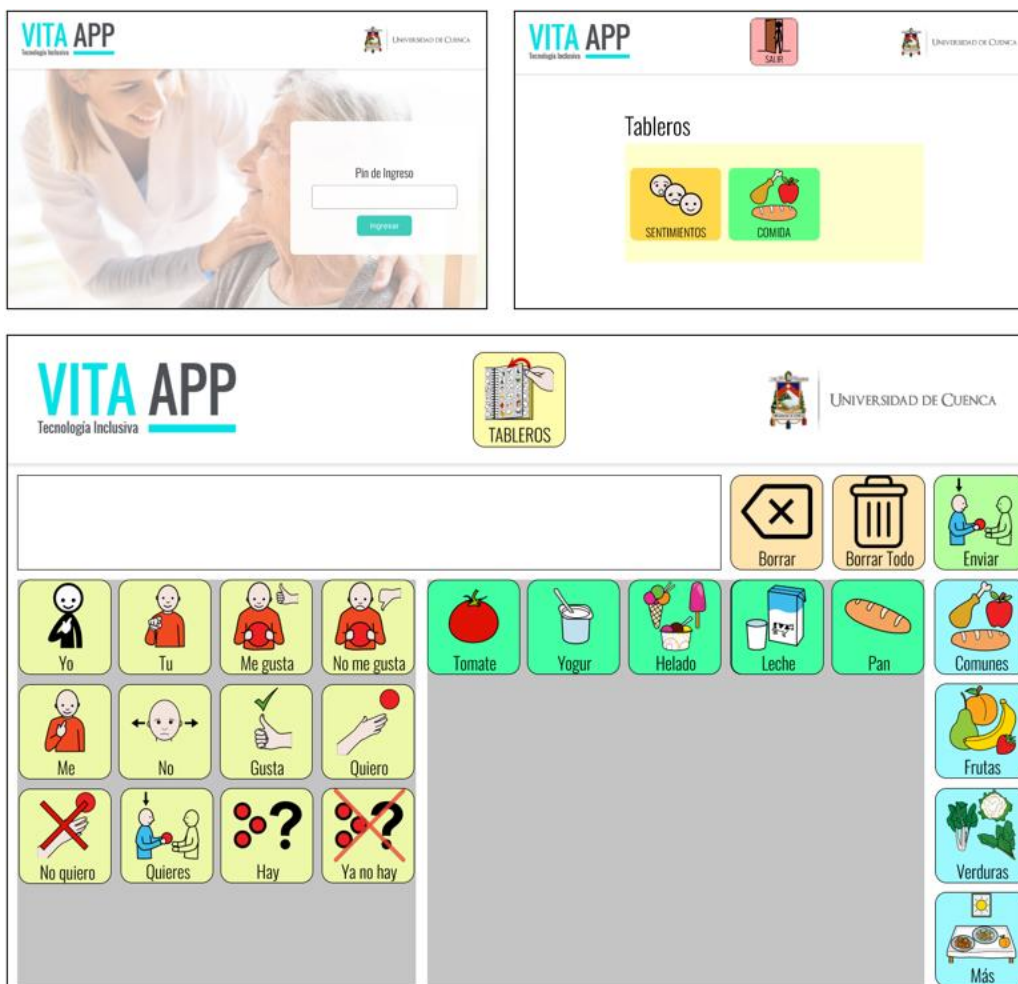 VITA APP
Tecnología Inclusiva
UNIVERSIDAD DE CUENCA
Pin de Ingreso
Ingresar
VITA APP
Tecnología Inclusiva
SALIR
UNIVERSIDAD DE CUENCA
Tableros
SENTIMIENTOS COMIDA
VITA APP
Tecnología Inclusiva
TABLEROS
UNIVERSIDAD DE CUENCA
Borrar Borrar Todo Enviar
Yo Tu Me gusta No me gusta Tomate Yogur Helado Leche Pan Comunes
Me No Gusta Quiero Frutas
No quiero Quieres Hay Ya no hay Verduras
Más